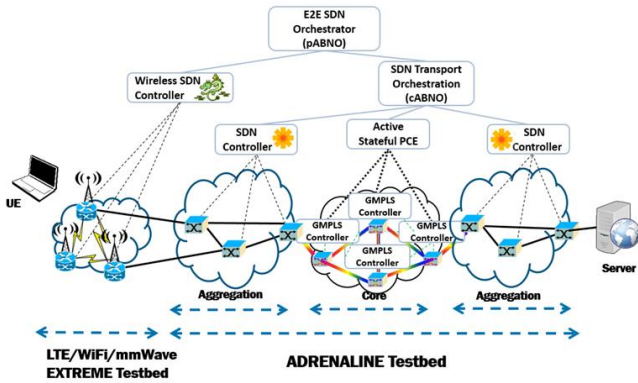 E2E SDN
Orchestrator
(pABNO)
Wireless SDN
Controller
SDN Transport
Orchestration
(cABNO)
SDN
Controller
Active
Stateful PCE
SDN
Controller
UE
GMPLS
Controller
GMPLS
Controller
GMPLS
Controller
GMPLS
Controller
Server
Aggregation
Core
Aggregation
LTE/WiFi/mmWave
EXTREME Testbed
ADRENALINE Testbed